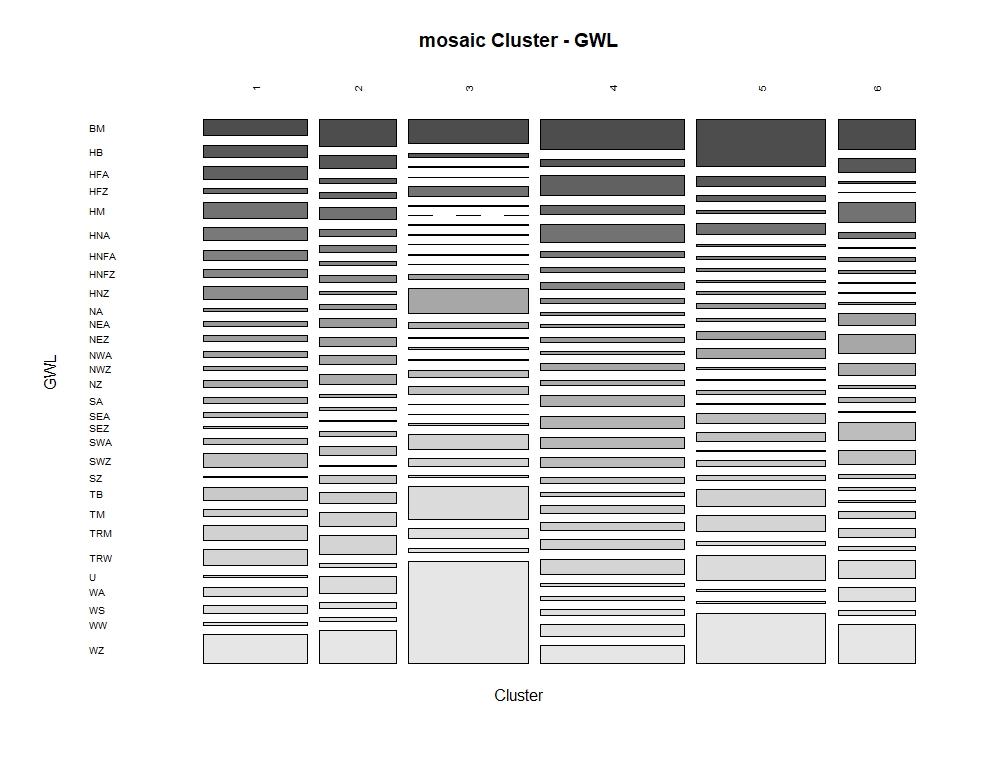 mosaic Cluster - GWL
1 2 3 4 5 6
BM
HB
HFA
HFZ
HM
HNA
HNFA
HNFZ
HNZ
NA
NEA
NEZ
NWA
NWZ
NZ
SA
SEA
SEZ
SWA
SWZ
SZ
TB
TM
TRM
TRW
U
WA
WS
WW
WZ
GWL
Cluster